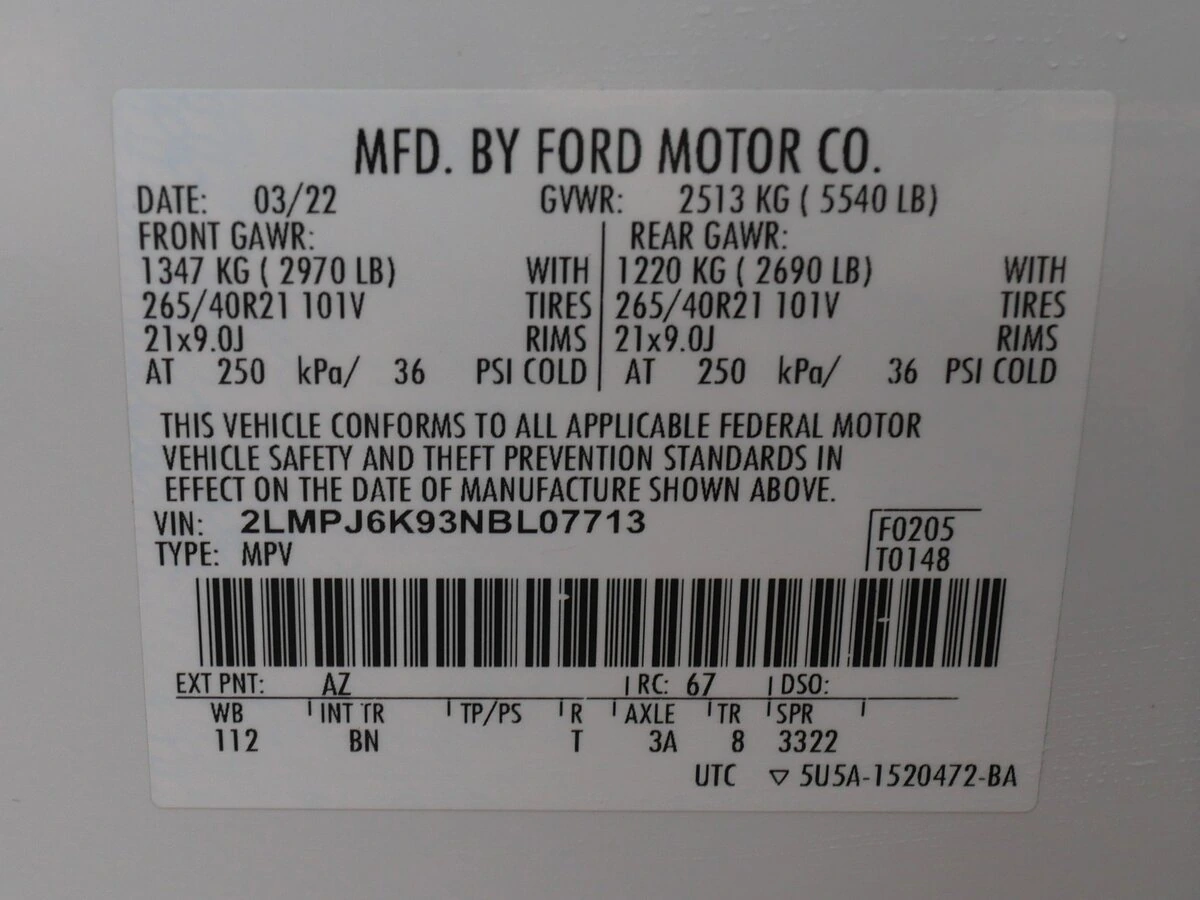 MFD. BY FORD MOTOR CO.
DATE: 03/22 GVWR: 2513 KG ( 5540 LB)
FRONT GAWR: REAR GAWR:
1347 KG ( 2970 LB) WITH 1220 KG ( 2690 LB) WITH
265/40R21 101V TIRES 265/40R21 101V TIRES
21x9.0J RIMS 21x9.0J RIMS
AT 250 kPa/ 36 PSI COLD AT 250 kPa/ 36 PSI COLD
THIS VEHICLE CONFORMS TO ALL APPLICABLE FEDERAL MOTOR
VEHICLE SAFETY AND THEFT PREVENTION STANDARDS IN
EFFECT ON THE DATE OF MANUFACTURE SHOWN ABOVE.
VIN: 2LMPJ6K93NBL07713 F0205
TYPE: MPV T0148
EXT PNT: AZ RC: 67 DSO:
WB INT TR TP/PS R AXLE TR SPR
112 BN T 3A 8 3322
UTC ▽ 5U5A-1520472-BA